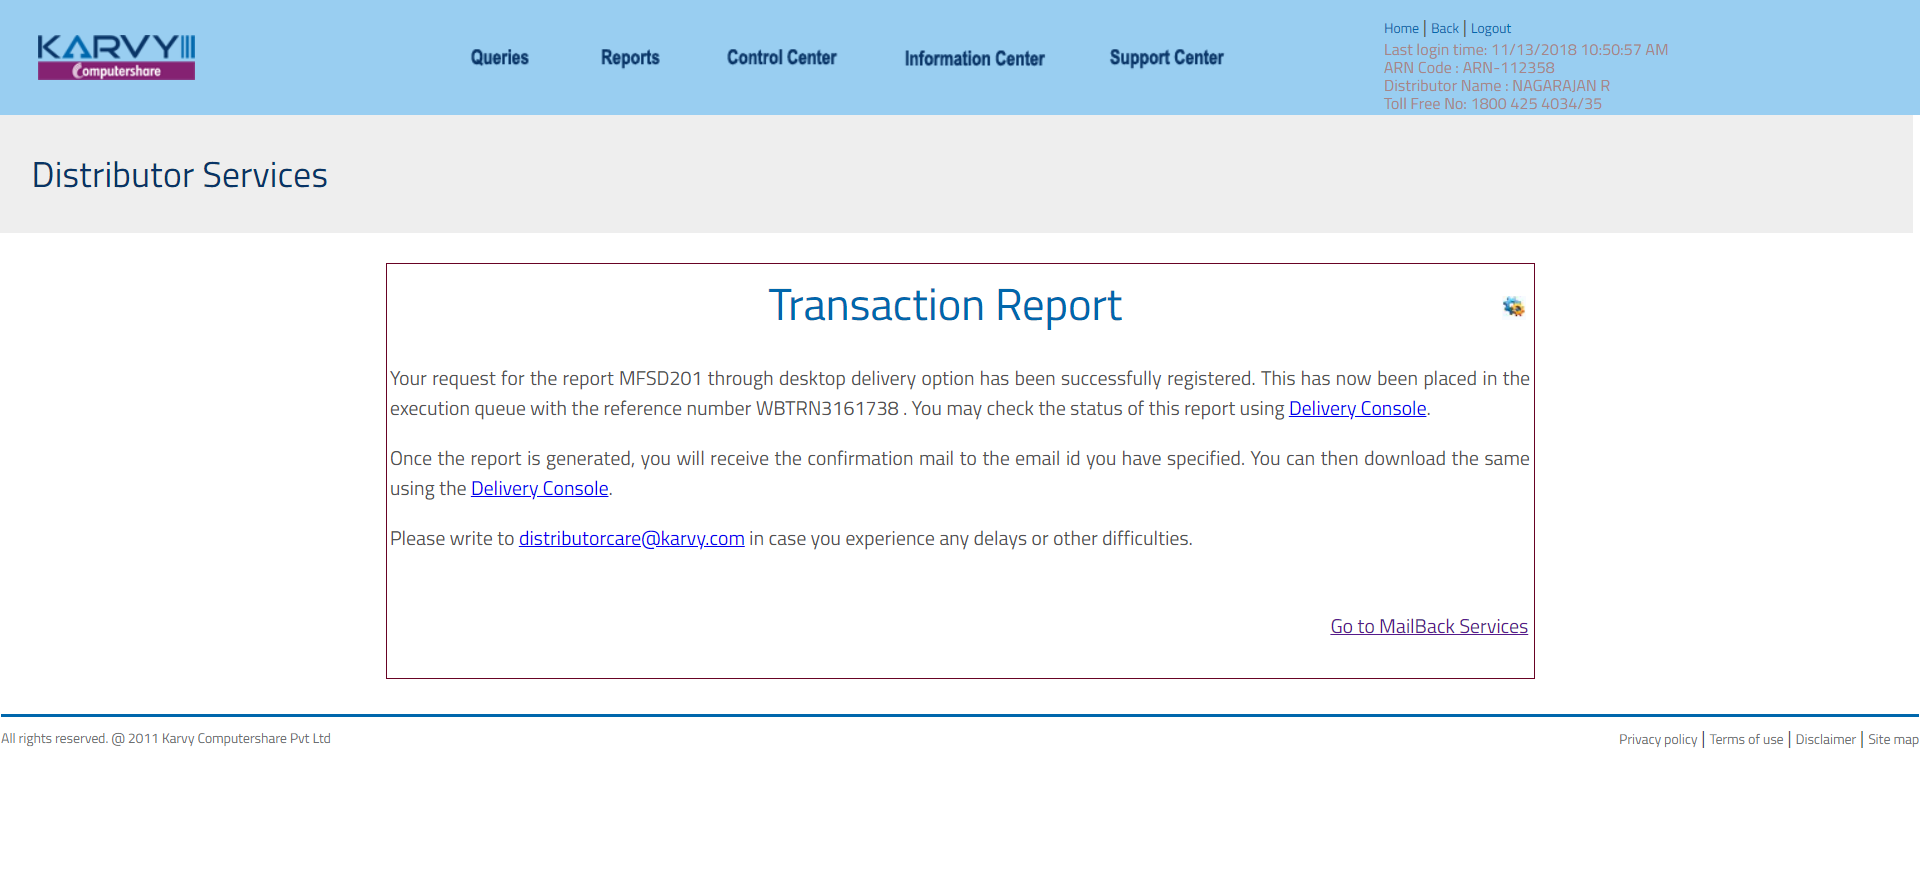 KARVY
Computershare
Queries Reports Control Center Information Center Support Center
Home | Back | Logout
Last login time: 11/13/2018 10:50:57 AM
ARN Code : ARN-112358
Distributor Name : NAGARAJAN R
Toll Free No: 1800 425 4034/35
Distributor Services
Transaction Report
Your request for the report MFSD201 through desktop delivery option has been successfully registered. This has now been placed in the
execution queue with the reference number WBTRN3161738 . You may check the status of this report using Delivery Console.
Once the report is generated, you will receive the confirmation mail to the email id you have specified. You can then download the same
using the Delivery Console.
Please write to distributorcare@karvy.com in case you experience any delays or other difficulties.
Go to MailBack Services
All rights reserved. @ 2011 Karvy Computershare Pvt Ltd
Privacy policy | Terms of use | Disclaimer | Site map